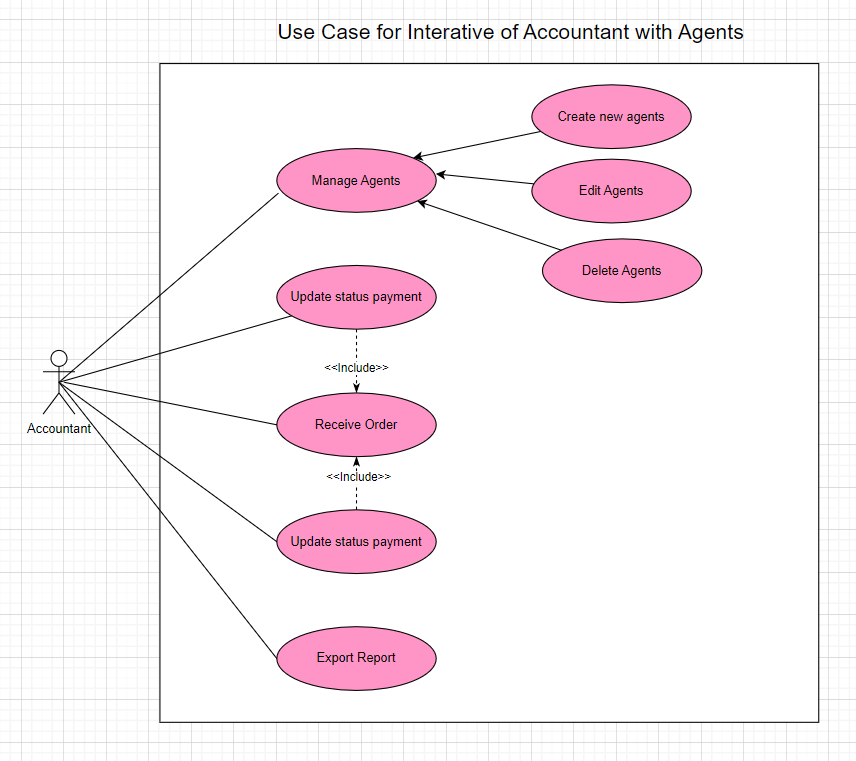 Use Case for Interative of Accountant with Agents
Create new agents
Manage Agents
Edit Agents
Delete Agents
Update status payment
<<Include>>
Receive Order
Accountant
<<Include>>
Update status payment
Export Report